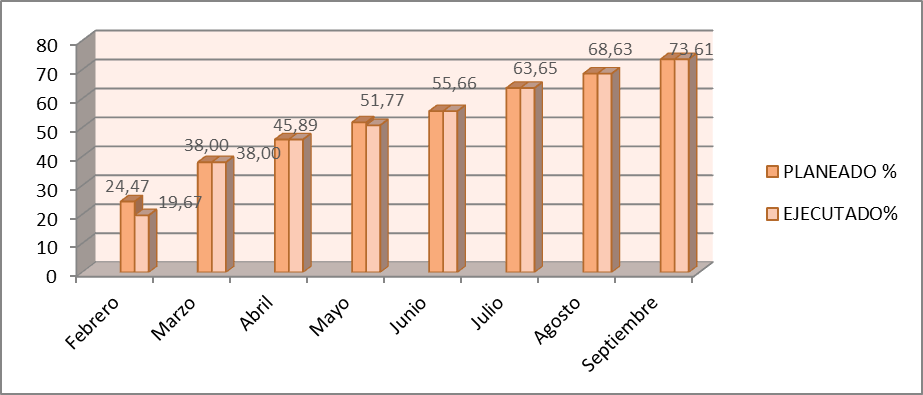 80
70
60
50
40
30
20
10
0
24,47
19,67
38,00
38,00
45,89
51,77
55,66
63,65
68,63
73,61
Febrero
Marzo
Abril
Mayo
Junio
Julio
Agosto
Septiembre
PLANEADO %
EJECUTADO%